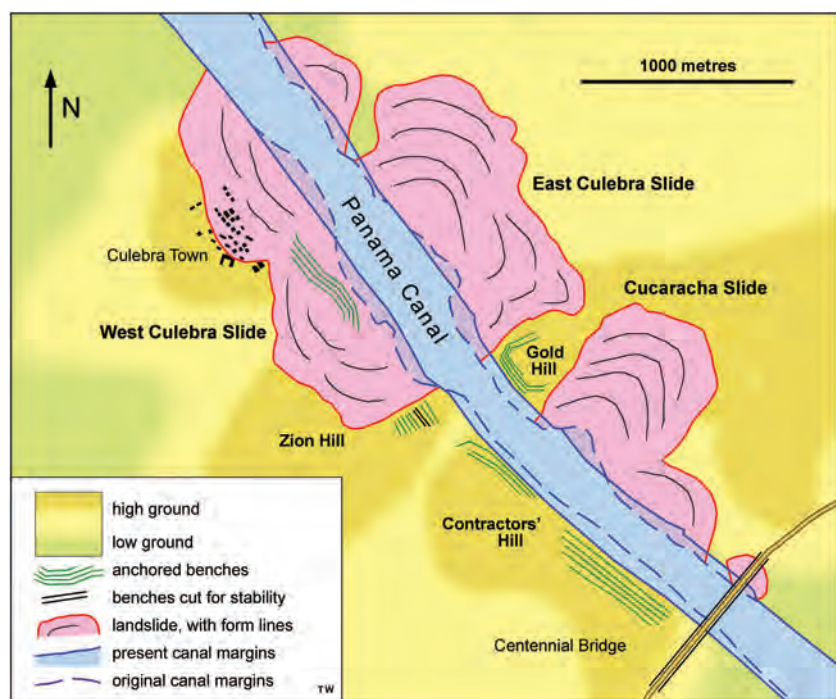 N
1000 metres
East Culebra Slide
Culebra Town
Panama Canal
Cucaracha Slide
West Culebra Slide
Gold
Hill
Zion Hill
Contractors'
Hill
Centennial Bridge
high ground
low ground
anchored benches
benches cut for stability
landslide, with form lines
present canal margins
original canal margins
TW